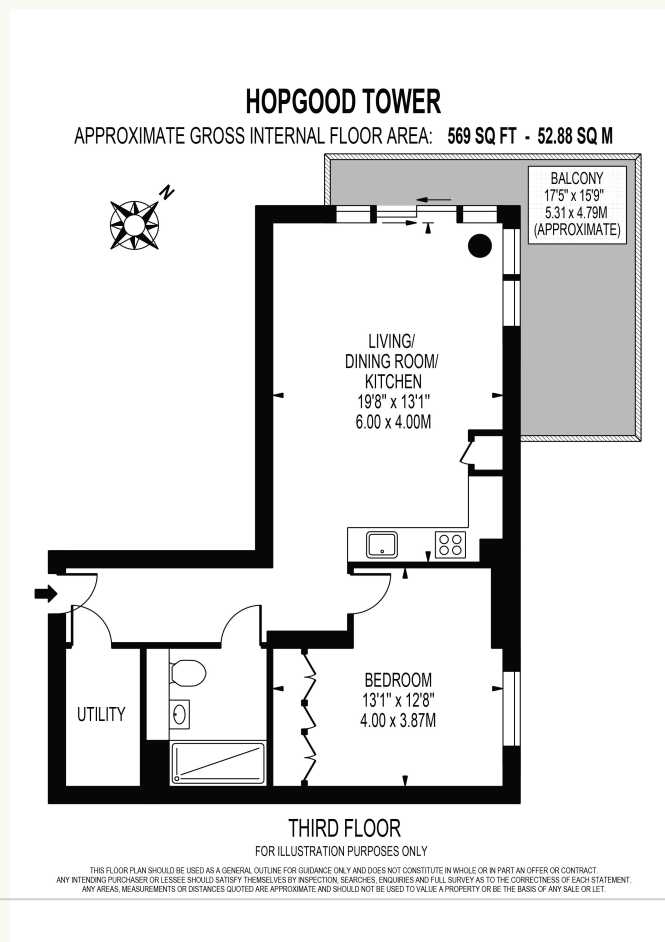 HOPGOOD TOWER
APPROXIMATE GROSS INTERNAL FLOOR AREA: 569 SQ FT - 52.88 SQ M
BALCONY
17'5" x 15'9"
5.31 x 4.79M
(APPROXIMATE)
N
LIVING/
DINING ROOM/
KITCHEN
19'8" x 13'1"
6.00 x 4.00M
BEDROOM
13'1" x 12'8"
4.00 x 3.87M
UTILITY
THIRD FLOOR
FOR ILLUSTRATION PURPOSES ONLY
THIS FLOOR PLAN SHOULD BE USED AS A GENERAL OUTLINE FOR GUIDANCE ONLY AND DOES NOT CONSTITUTE IN WHOLE OR IN PART AN OFFER OR CONTRACT.
ANY INTENDING PURCHASER OR LESSEE SHOULD SATISFY THEMSELVES BY INSPECTION, SEARCHES, ENQUIRIES AND FULL SURVEY AS TO THE CORRECTNESS OF EACH STATEMENT.
ANY AREAS, MEASUREMENTS OR DISTANCES QUOTED ARE APPROXIMATE AND SHOULD NOT BE USED TO VALUE A PROPERTY OR BE THE BASIS OF ANY SALE OR LET.